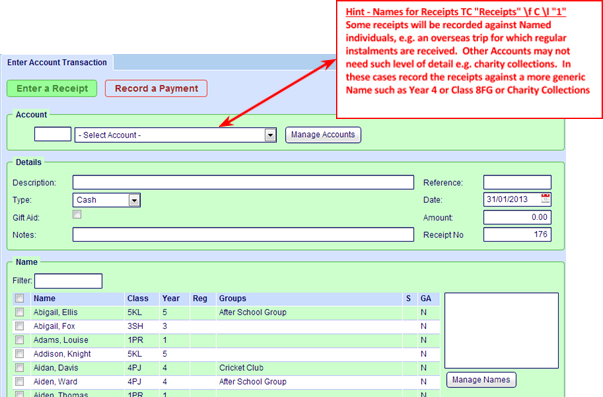 Hint - Names for Receipts TC "Receipts" \f C \l "1"
Some receipts will be recorded against Named
individuals, e.g. an overseas trip for which regular
instalments are received.  Other Accounts may not
need such level of detail e.g. charity collections.  In
these cases record the receipts against a more generic
Name such as Year 4 or Class 8FG or Charity Collections
Enter Account Transaction
Enter a Receipt Record a Payment
Account
- Select Account - Manage Accounts
Details
Description: Reference:
Type: Cash Date: 31/01/2013
Gift Aid: Amount: 0.00
Notes: Receipt No 176
Name
Filter:
Name Class Year Reg Groups S GA
Abigail, Ellis 5KL 5 After School Group N
Abigail, Fox 3SH 3 N
Adams, Louise 1PR 1 N
Addison, Knight 5KL 5 N
Aidan, Davis 4PJ 4 Cricket Club N
Aiden, Ward 4PJ 4 After School Group N
Manage Names
Aiden, Thomas 1PR 1 N